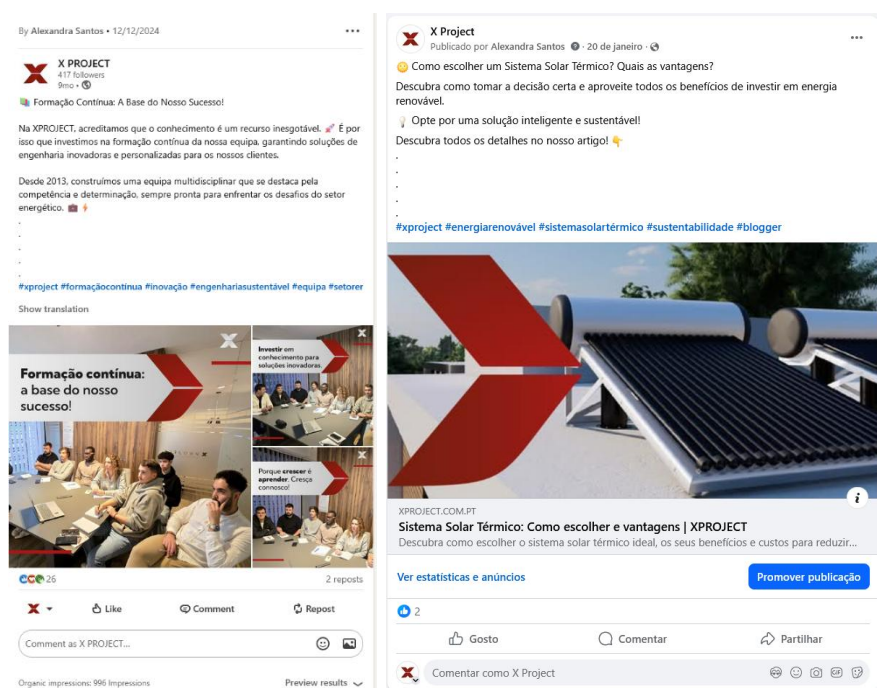 By Alexandra Santos • 12/12/2024
X PROJECT
417 followers
9mo •
Formação Contínua: A Base do Nosso Sucesso!
Na XPROJECT, acreditamos que o conhecimento é um recurso inesgotável. É por
isso que investimos na formação contínua da nossa equipa, garantindo soluções de
engenharia inovadoras e personalizadas para os nossos clientes.
Desde 2013, construímos uma equipa multidisciplinar que se destaca pela
competência e determinação, sempre pronta para enfrentar os desafios do setor
energético.
.
.
.
.
.
#xproject #formaçãocontínua #inovação #engenhariasustentável #equipa #setorener
Show translation
Formação contínua:
a base do nosso
sucesso!
Investir em
conhecimento para
soluções inovadoras.
Porque crescer é
aprender. Cresça
connosco!
26
2 reposts
Like
Comment
Repost
Comment as X PROJECT...
Organic impressions: 996 Impressions
Preview results
X Project
Publicado por Alexandra Santos · 20 de janeiro ·
Como escolher um Sistema Solar Térmico? Quais as vantagens?
Descubra como tomar a decisão certa e aproveite todos os benefícios de investir em energia
renovável.
Opte por uma solução inteligente e sustentável!
Descubra todos os detalhes no nosso artigo!
.
.
.
.
.
#xproject #energiarenovável #sistemasolartérmico #sustentabilidade #blogger
XPROJECT.COM.PT
Sistema Solar Térmico: Como escolher e vantagens | XPROJECT
Descubra como escolher o sistema solar térmico ideal, os seus benefícios e custos para reduzir...
Ver estatísticas e anúncios
Promover publicação
2
Gosto
Comentar
Partilhar
Comentar como X Project
GIF